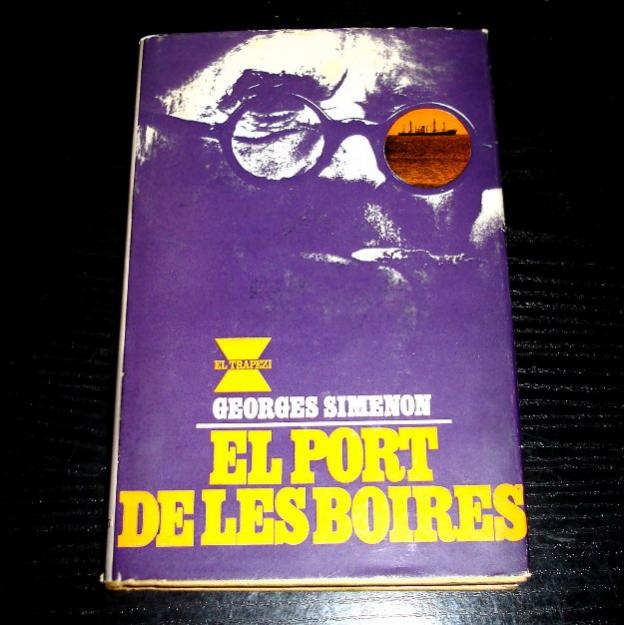 EL TRAPEZI
GEORGES SIMENON
EL PORT
DE LES BOIRES